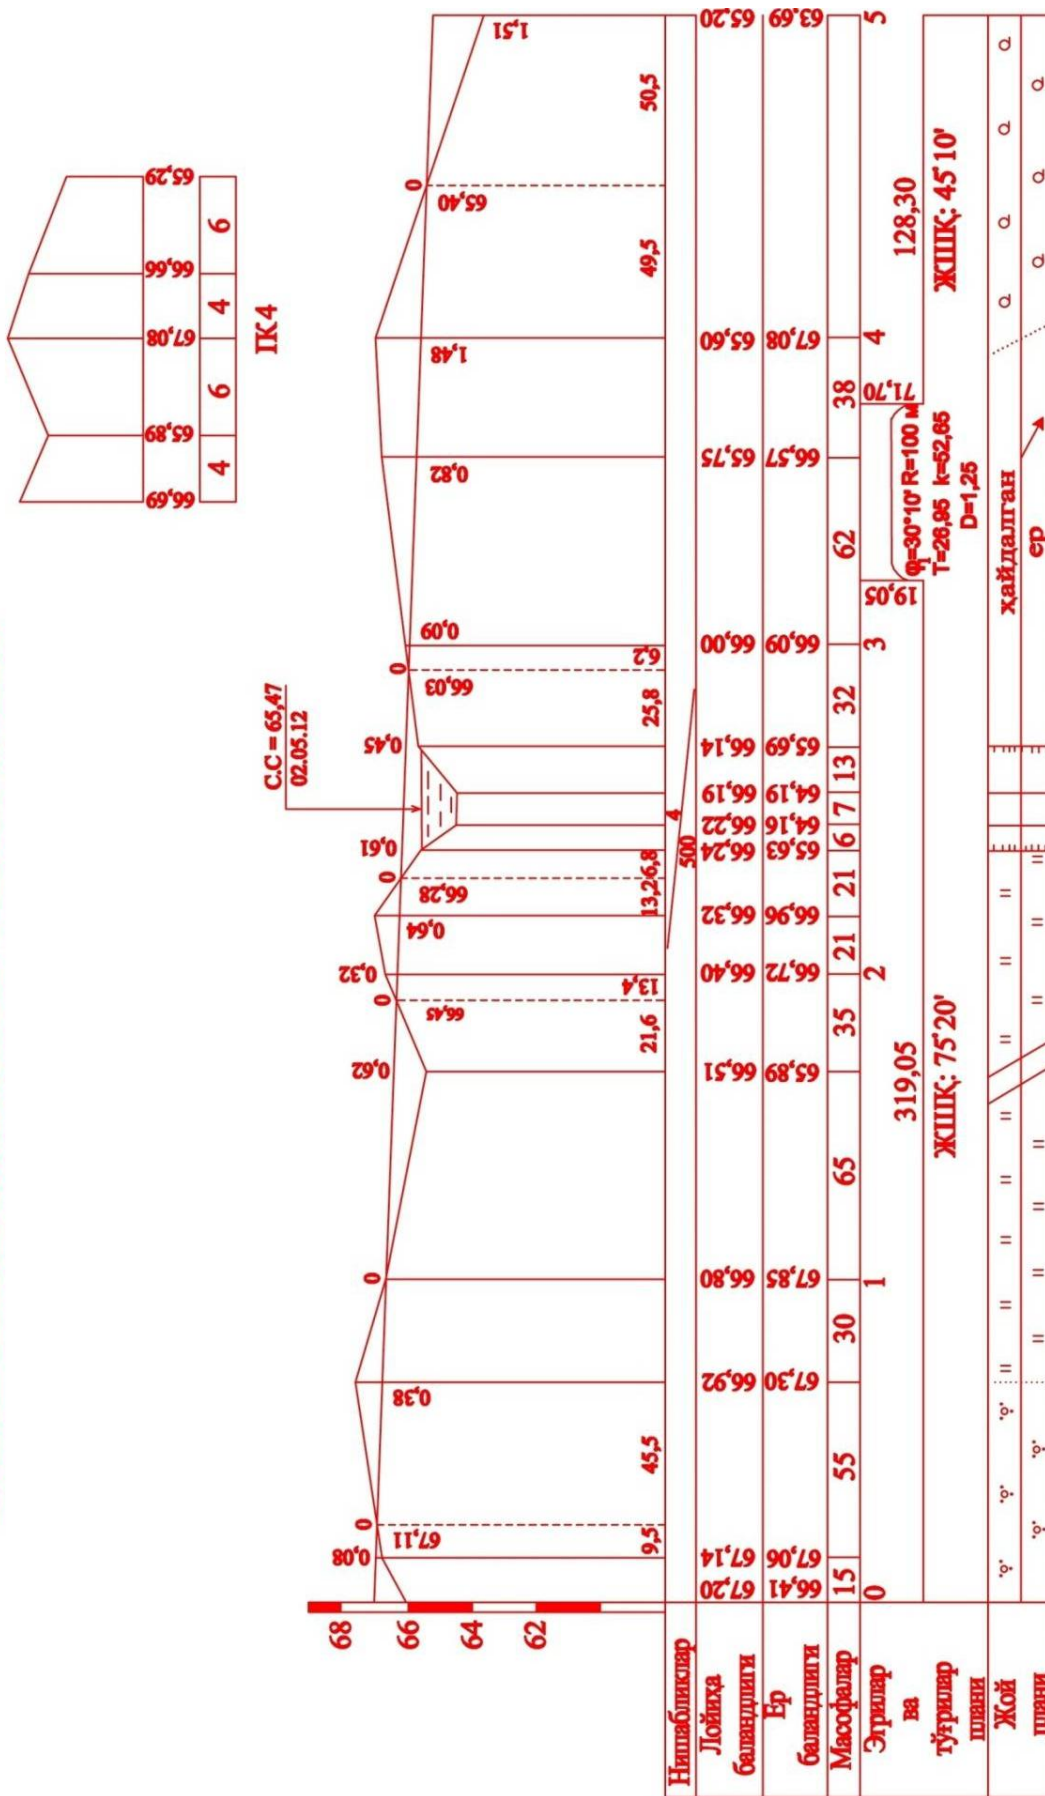 66,69 65,89 67,08 66,66 65,29
4 6 4 6
ПК4
С.С = 65,47
02.05.12
68
66
64
62
0,08 0 0 0,62 0 0,32 0 0,61 0,45 0 0,09
67,11 0,38 66,45 0,64 66,28 66,03 0,82 1,48 0 65,40 1,51
9,5 45,5 21,6 13,4 13,2 6,8 25,8 6,2 49,5 50,5
Нишабликлар 4 500
Лойиҳа
баландлиги 67,20 67,14 66,92 66,80 66,51 66,40 66,32 66,24 66,22 66,19 66,14 66,00 65,75 65,60 65.20
Ер
баландлиги 66,41 67,06 67,30 67,85 65,89 66,72 66,96 65,63 64,16 64,19 65,69 66,09 66,57 67,08 63.69
Масофалар 15 55 30 65 35 21 21 6 7 13 32 62 38
0 1 2 3 4 5
Эгрилар
ва
тўғрилар
плани
319,05 19,05 71,70 128,30
ЖШҚ: 75°20'
Ф=30°10' R=100 м
Т=26,95 k=52,65
D=1,25
ЖШҚ: 45°10'
Жой
плани
ҳайдалган
ер